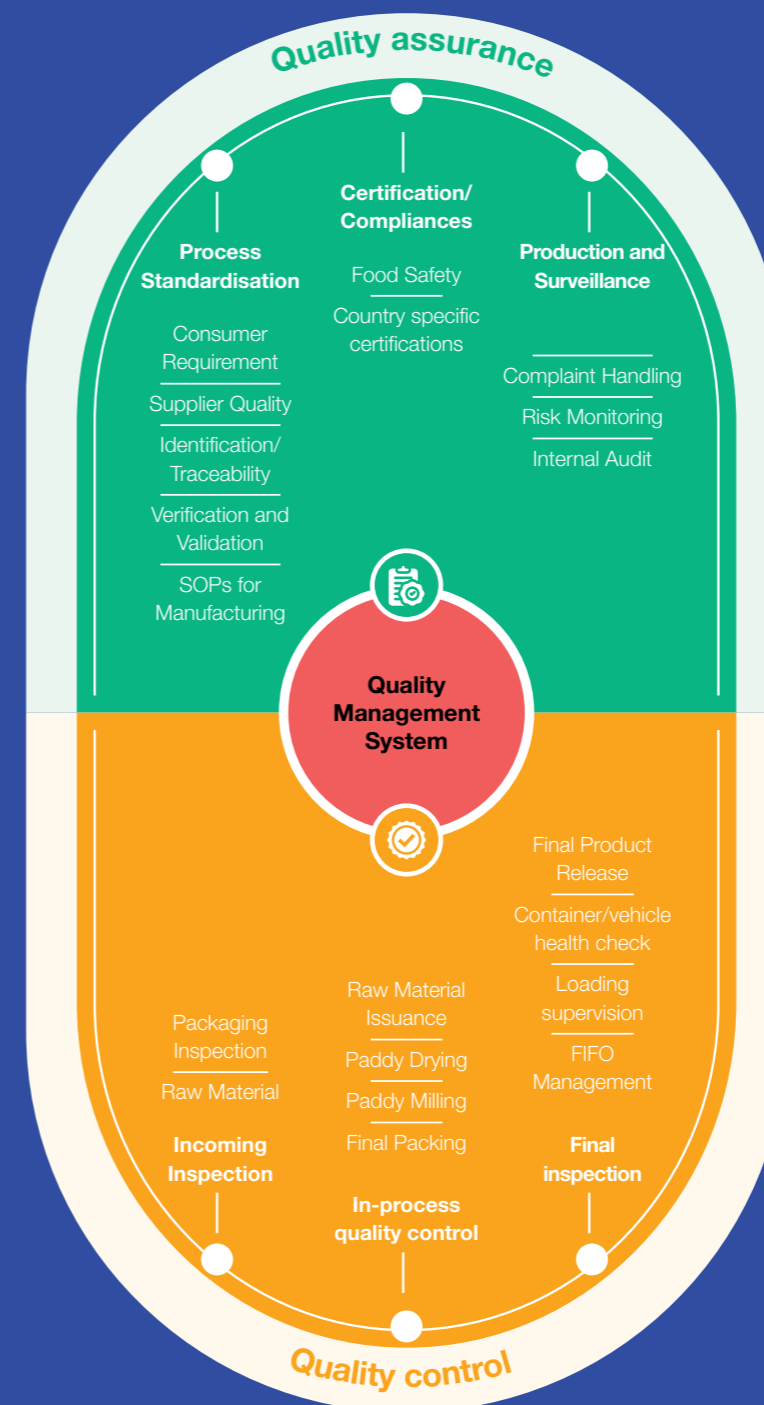 Quality assurance
Process
Standardisation
Consumer
Requirement
Supplier Quality
Identification/
Traceability
Verification and
Validation
SOPs for
Manufacturing
Certification/
Compliances
Food Safety
Country specific
certifications
Production and
Surveillance
Complaint Handling
Risk Monitoring
Internal Audit
Quality
Management
System
Packaging
Inspection
Raw Material
Incoming
Inspection
Raw Material
Issuance
Paddy Drying
Paddy Milling
Final Packing
In-process
quality control
Final Product
Release
Container/vehicle
health check
Loading
supervision
FIFO
Management
Final
inspection
Quality control